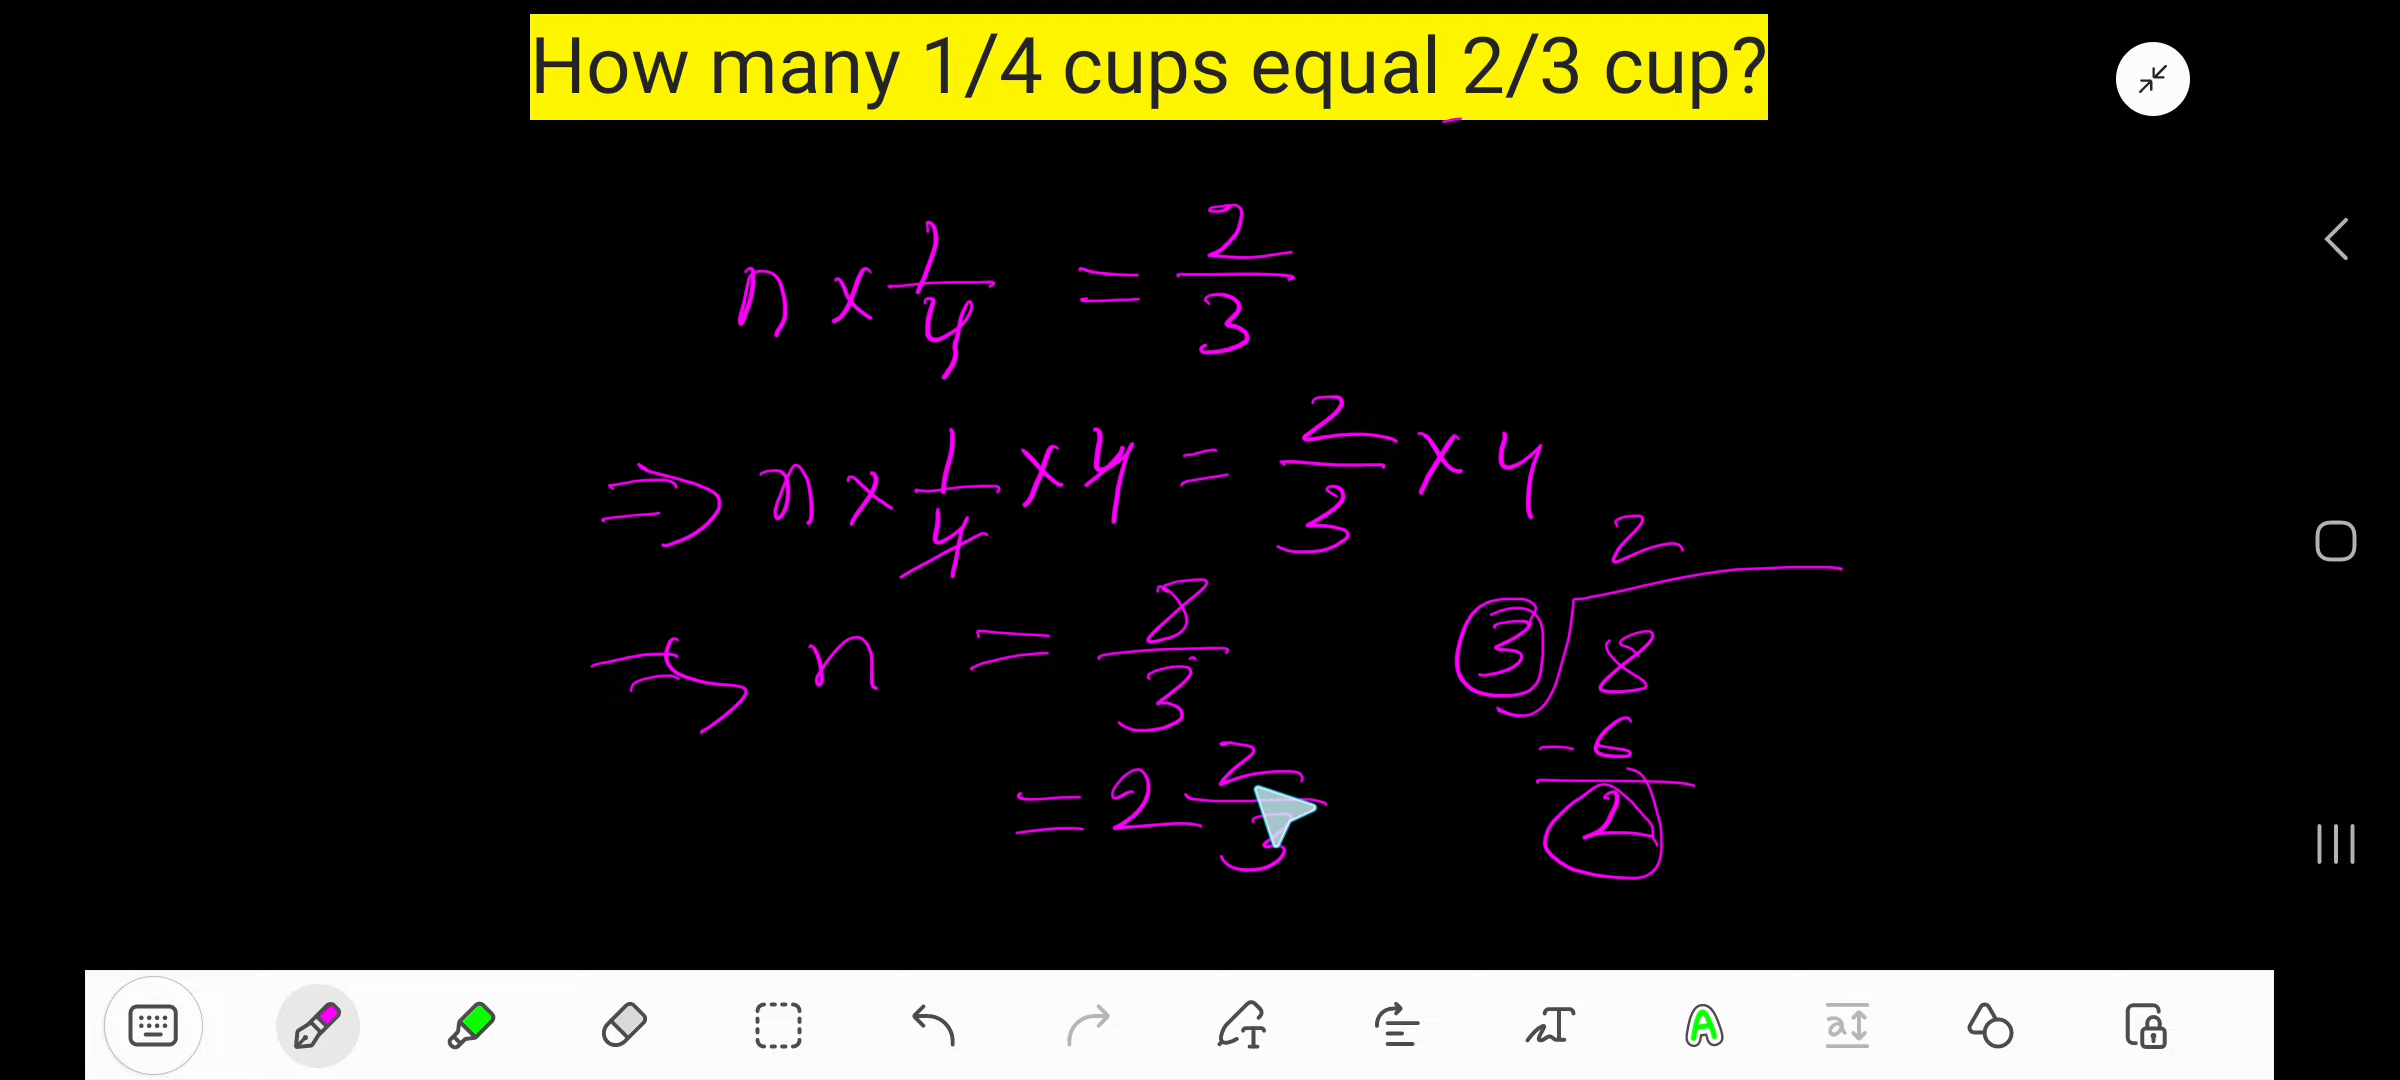 How many 1/4 cups equal 2/3 cup?
n × 1/4 = 2/3
⇒ n × 1/4 × 4 = 2/3 × 4
⇒ n = 8/3
= 2 2/3
2
3 8
- 6
2
T
T
A
a